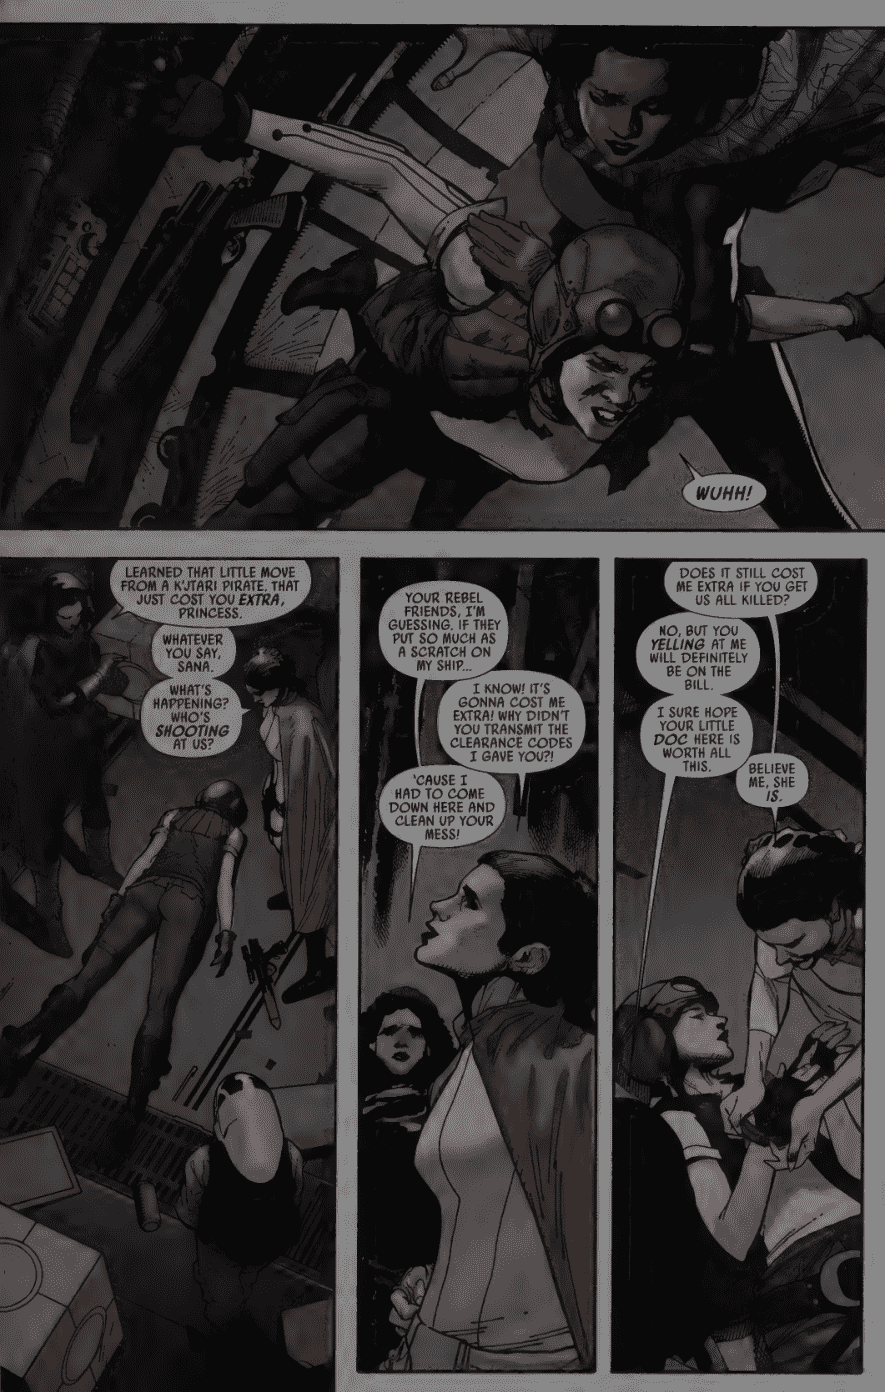 WUHH!
LEARNED THAT LITTLE MOVE
FROM A K'JTARI PIRATE. THAT
JUST COST YOU EXTRA,
PRINCESS.
WHATEVER
YOU SAY,
SANA.
WHAT'S
HAPPENING?
WHO'S
SHOOTING
AT US?
YOUR REBEL
FRIENDS, I'M
GUESSING. IF THEY
PUT SO MUCH AS
A SCRATCH ON
MY SHIP...
I KNOW! IT'S
GONNA COST ME
EXTRA! WHY DIDN'T
YOU TRANSMIT THE
CLEARANCE CODES
I GAVE YOU?!
'CAUSE I
HAD TO COME
DOWN HERE AND
CLEAN UP YOUR
MESS!
DOES IT STILL COST
ME EXTRA IF YOU GET
US ALL KILLED?
NO, BUT YOU
YELLING AT ME
WILL DEFINITELY
BE ON THE
BILL.
I SURE HOPE
YOUR LITTLE
DOC HERE IS
WORTH ALL
THIS.
BELIEVE
ME, SHE
IS.